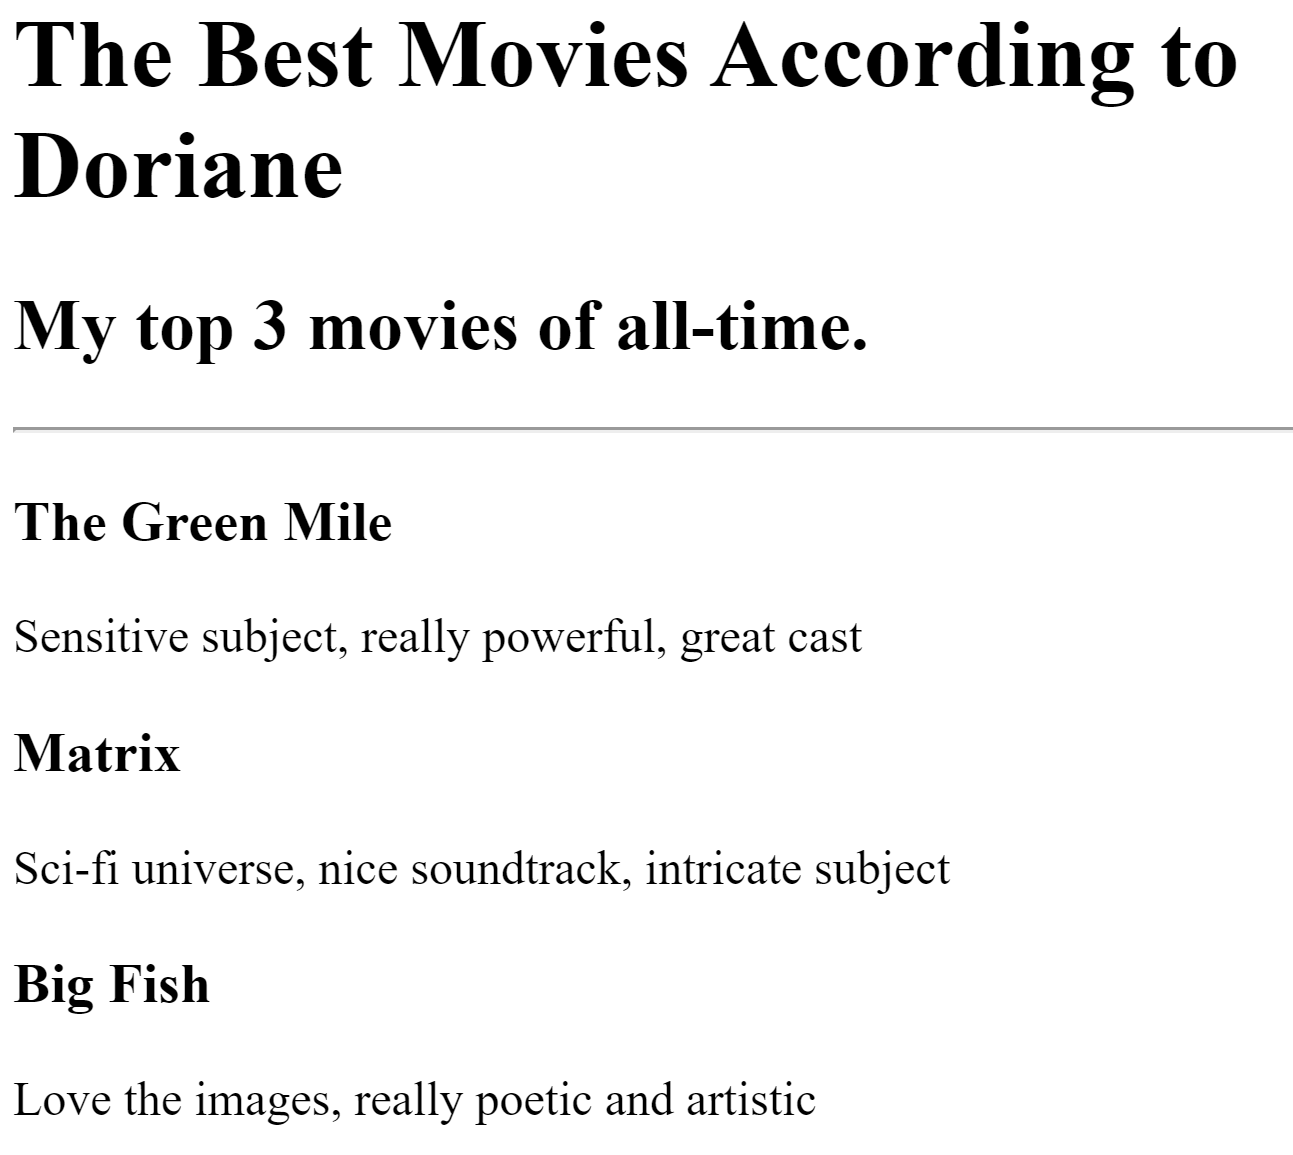 The Best Movies According to
Doriane
My top 3 movies of all-time.
The Green Mile
Sensitive subject, really powerful, great cast
Matrix
Sci-fi universe, nice soundtrack, intricate subject
Big Fish
Love the images, really poetic and artistic